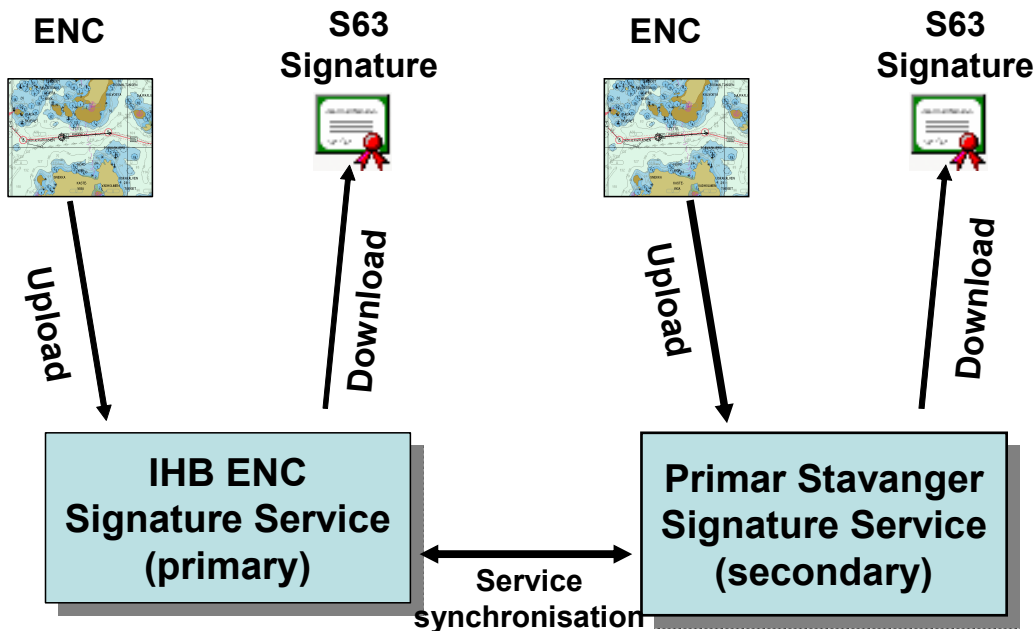 ENC
S63
Signature
ENC
S63
Signature
Upload
Download
Upload
Download
IHB ENC
Signature Service
(primary)
Service
synchronisation
Primar Stavanger
Signature Service
(secondary)